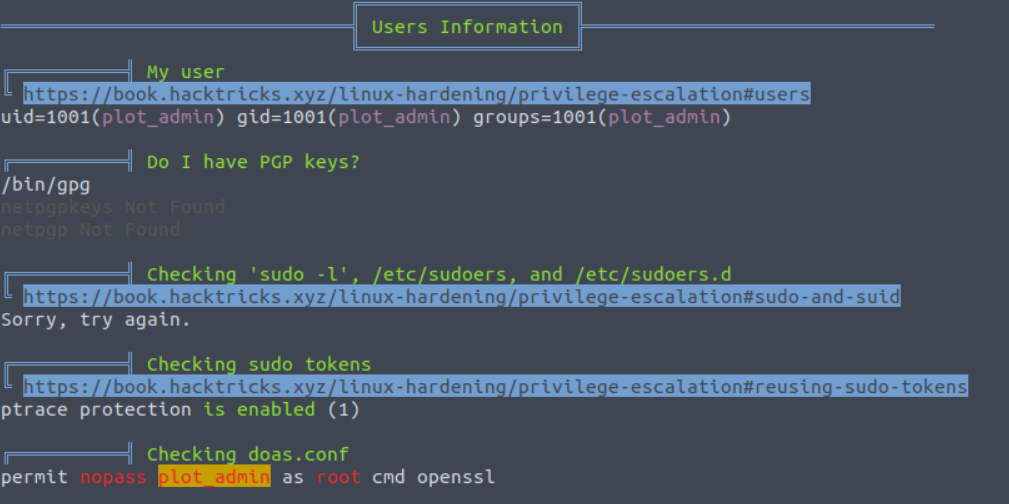 Users Information
My user
https://book.hacktricks.xyz/linux-hardening/privilege-escalation#users
uid=1001(plot_admin) gid=1001(plot_admin) groups=1001(plot_admin)
Do I have PGP keys?
/bin/gpg
netpgpkeys Not Found
netpgp Not Found
Checking 'sudo -l', /etc/sudoers, and /etc/sudoers.d
https://book.hacktricks.xyz/linux-hardening/privilege-escalation#sudo-and-suid
Sorry, try again.
Checking sudo tokens
https://book.hacktricks.xyz/linux-hardening/privilege-escalation#reusing-sudo-tokens
ptrace protection is enabled (1)
Checking doas.conf
permit nopass plot_admin as root cmd openssl